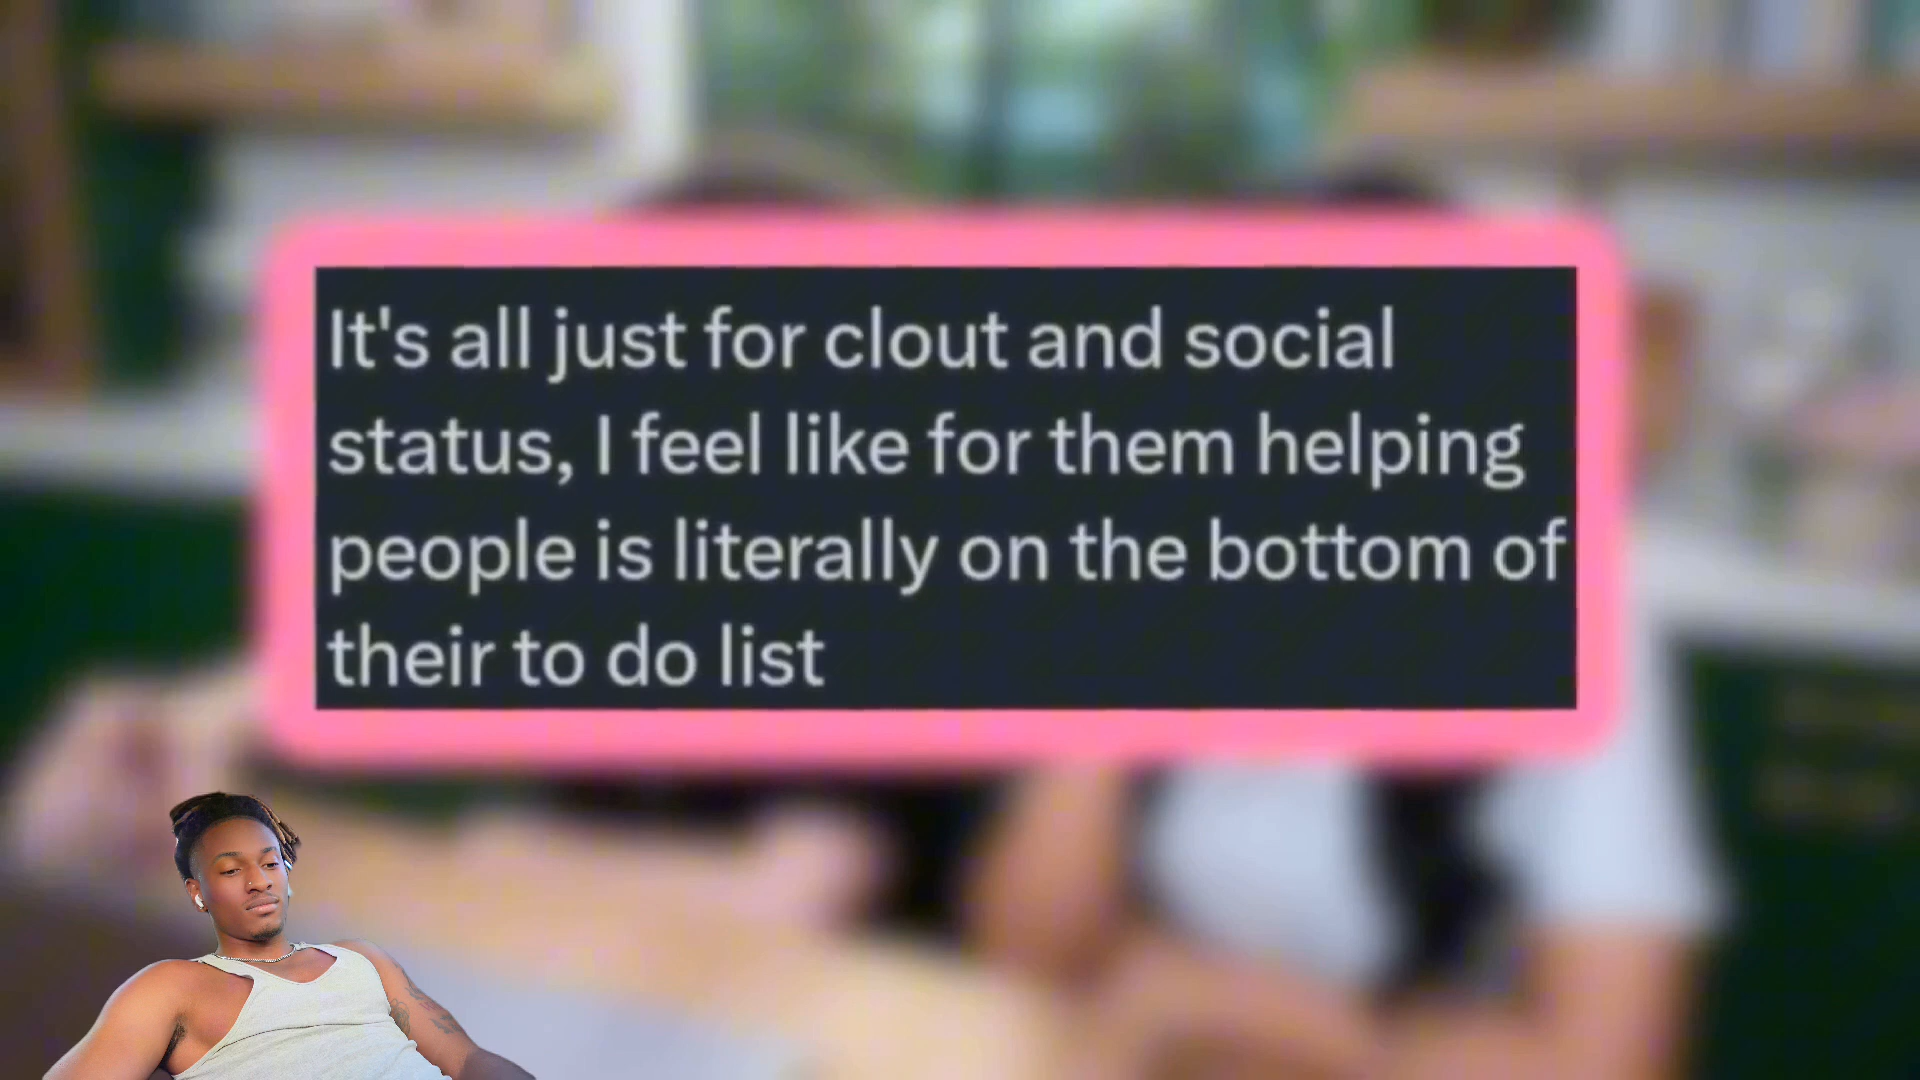 It's all just for clout and social
status, I feel like for them helping
people is literally on the bottom of
their to do list